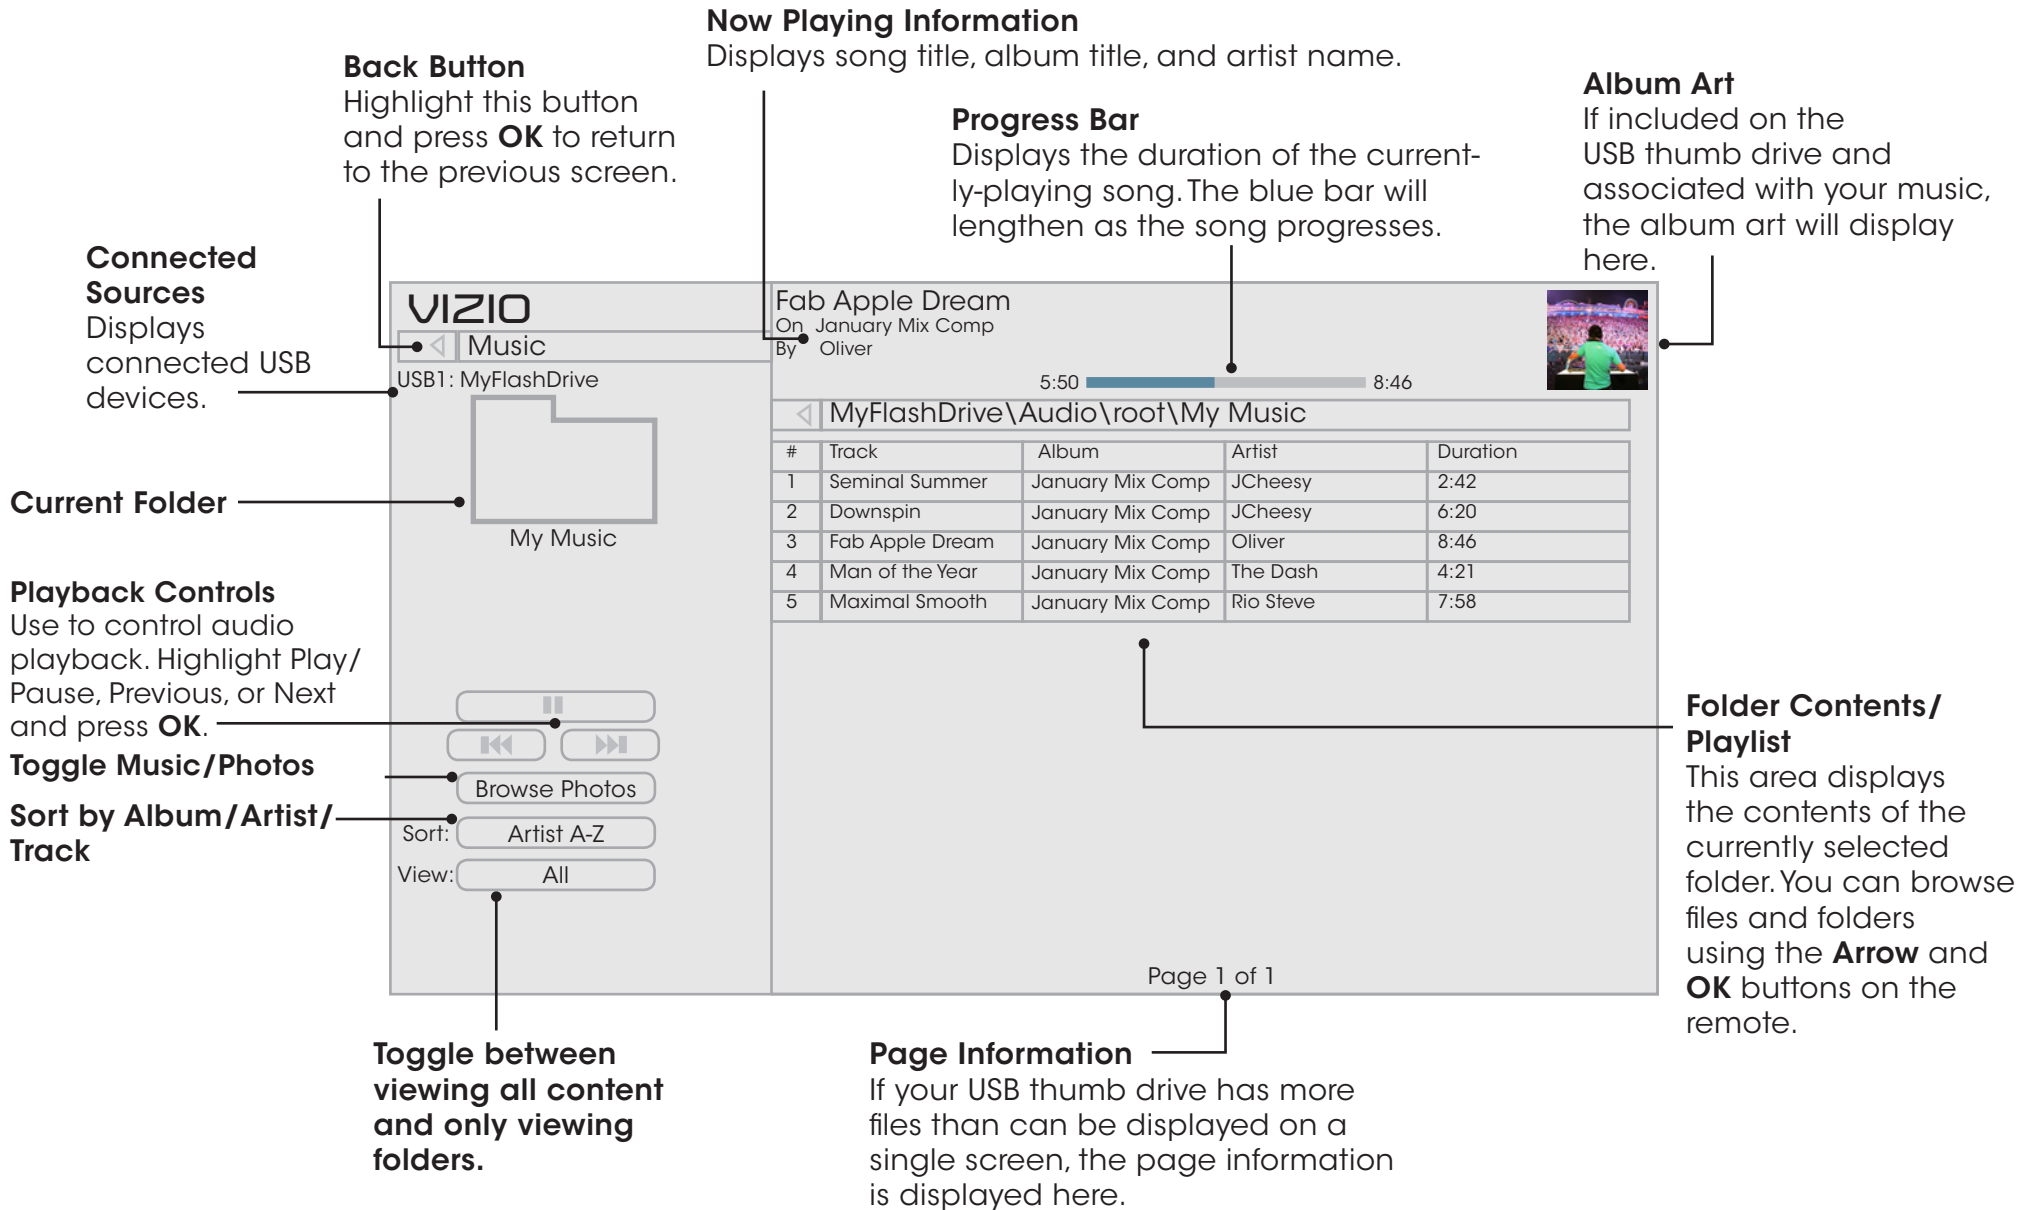 Now Playing Information
Displays song title, album title, and artist name.
Back Button
Highlight this button
and press OK to return
to the previous screen.
Progress Bar
Displays the duration of the current-
ly-playing song. The blue bar will
lengthen as the song progresses.
Album Art
If included on the
USB thumb drive and
associated with your music,
the album art will display
here.
Connected
Sources
Displays
connected USB
devices.
Current Folder
Playback Controls
Use to control audio
playback. Highlight Play/
Pause, Previous, or Next
and press OK.
Toggle Music/Photos
Sort by Album/Artist/
Track
VIZIO
Music
USB1: MyFlashDrive
My Music
Browse Photos
Sort: Artist A-Z
View: All
Fab Apple Dream
On January Mix Comp
By Oliver
5:50 8:46
MyFlashDrive\Audio\root\My Music
# Track Album Artist Duration
1 Seminal Summer January Mix Comp JCheesy 2:42
2 Downspin January Mix Comp JCheesy 6:20
3 Fab Apple Dream January Mix Comp Oliver 8:46
4 Man of the Year January Mix Comp The Dash 4:21
5 Maximal Smooth January Mix Comp Rio Steve 7:58
Page 1 of 1
Folder Contents/
Playlist
This area displays
the contents of the
currently selected
folder. You can browse
files and folders
using the Arrow and
OK buttons on the
remote.
Toggle between
viewing all content
and only viewing
folders.
Page Information
If your USB thumb drive has more
files than can be displayed on a
single screen, the page information
is displayed here.